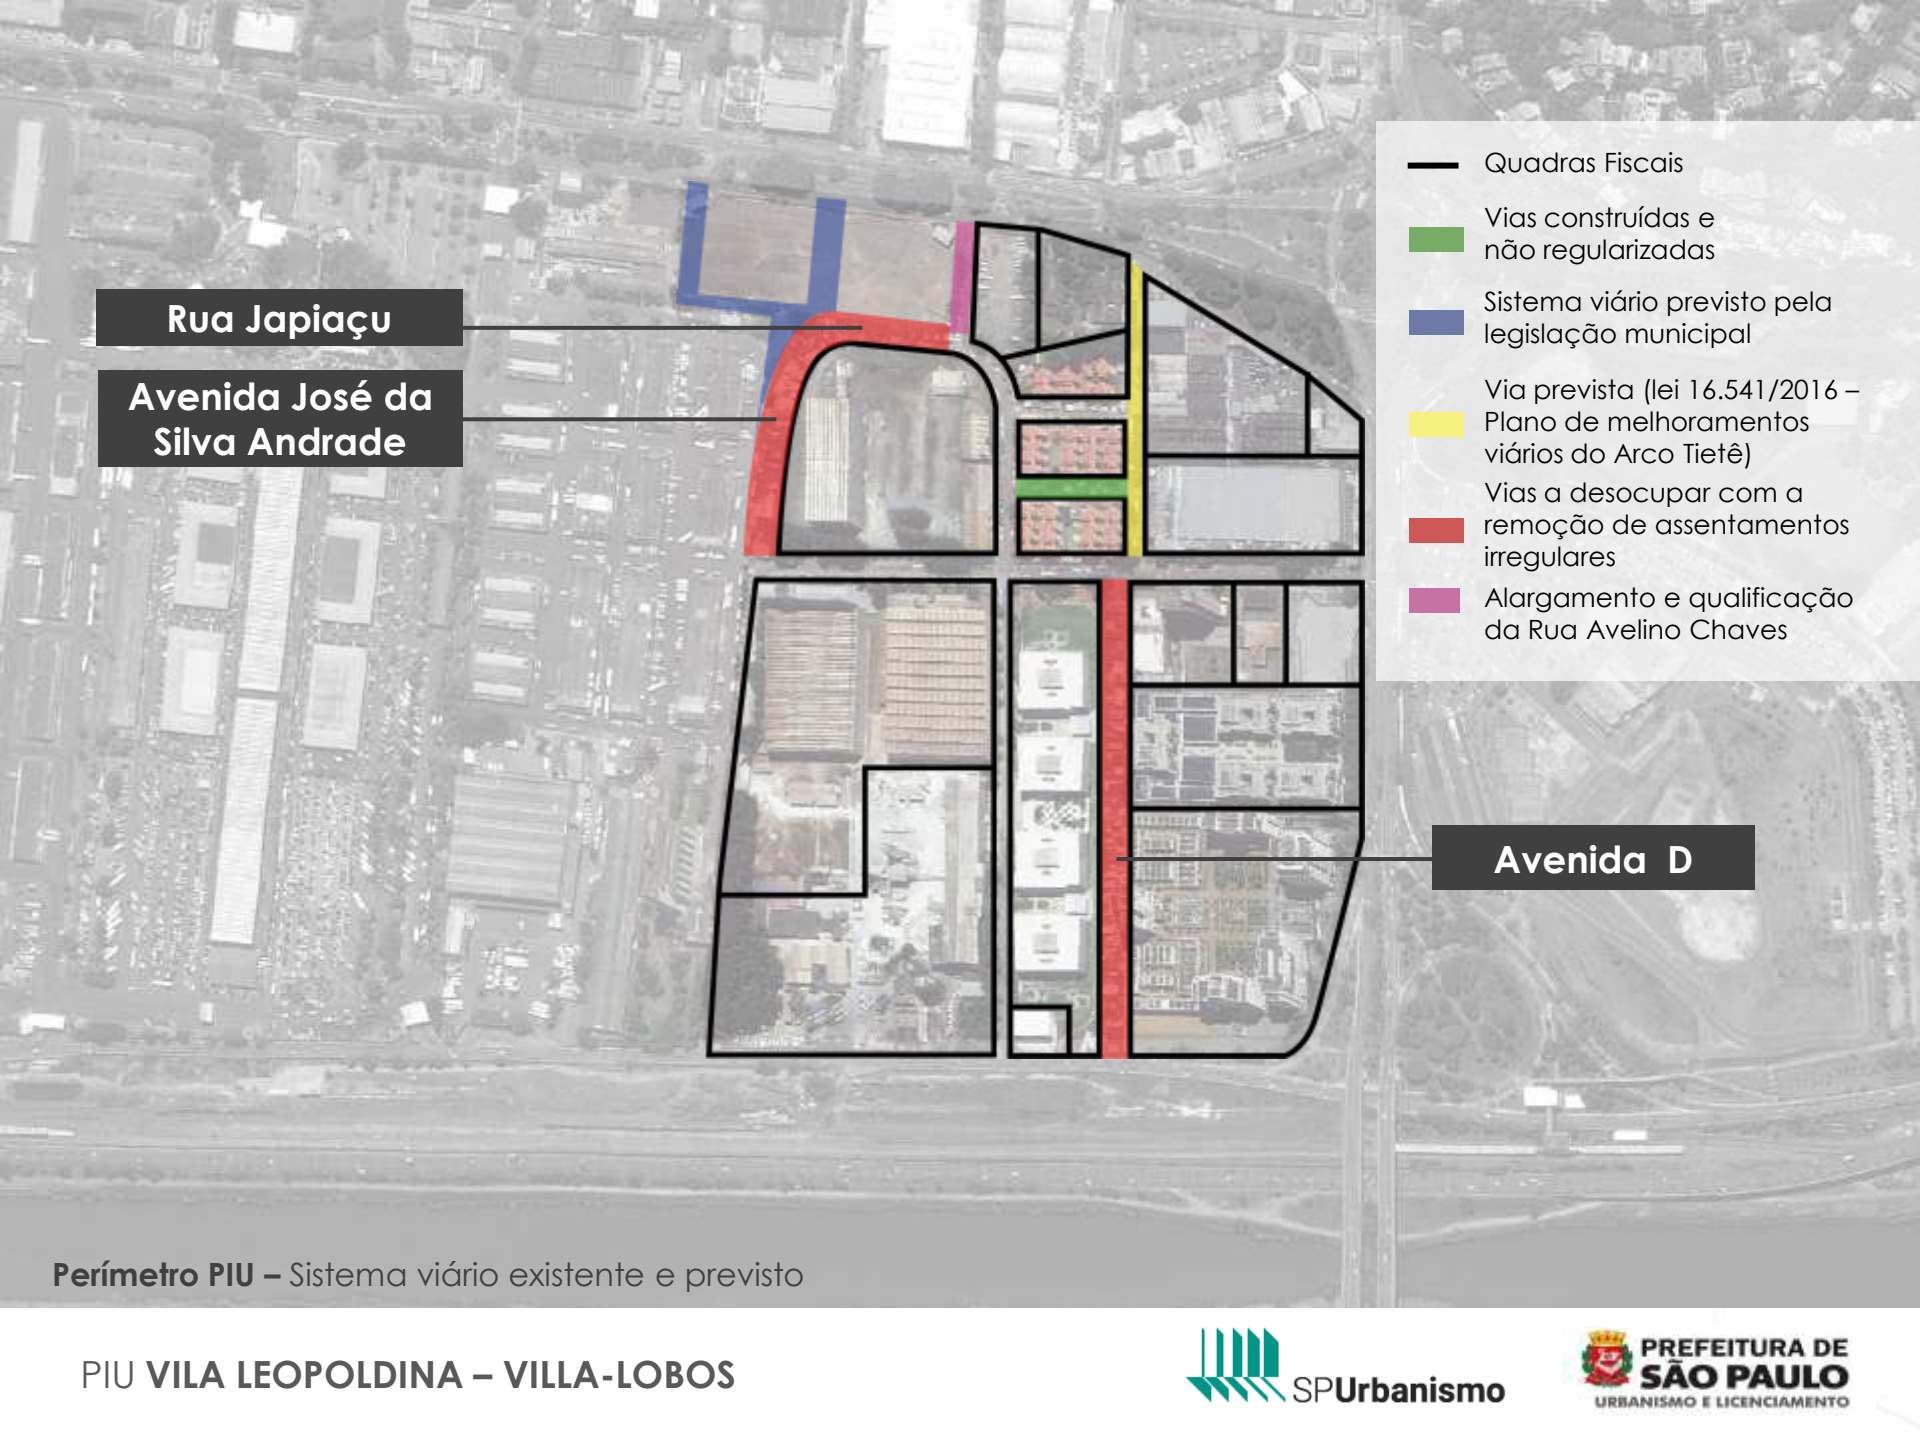 Quadras Fiscais
Vias construídas e
não regularizadas
Sistema viário previsto pela
legislação municipal
Via prevista (lei 16.541/2016 –
Plano de melhoramentos
viários do Arco Tietê)
Vias a desocupar com a
remoção de assentamentos
irregulares
Alargamento e qualificação
da Rua Avelino Chaves
Rua Japiaçu
Avenida José da
Silva Andrade
Avenida D
Perímetro PIU – Sistema viário existente e previsto
PIU VILA LEOPOLDINA – VILLA-LOBOS
SPUrbanismo
PREFEITURA DE
SÃO PAULO
URBANISMO E LICENCIAMENTO